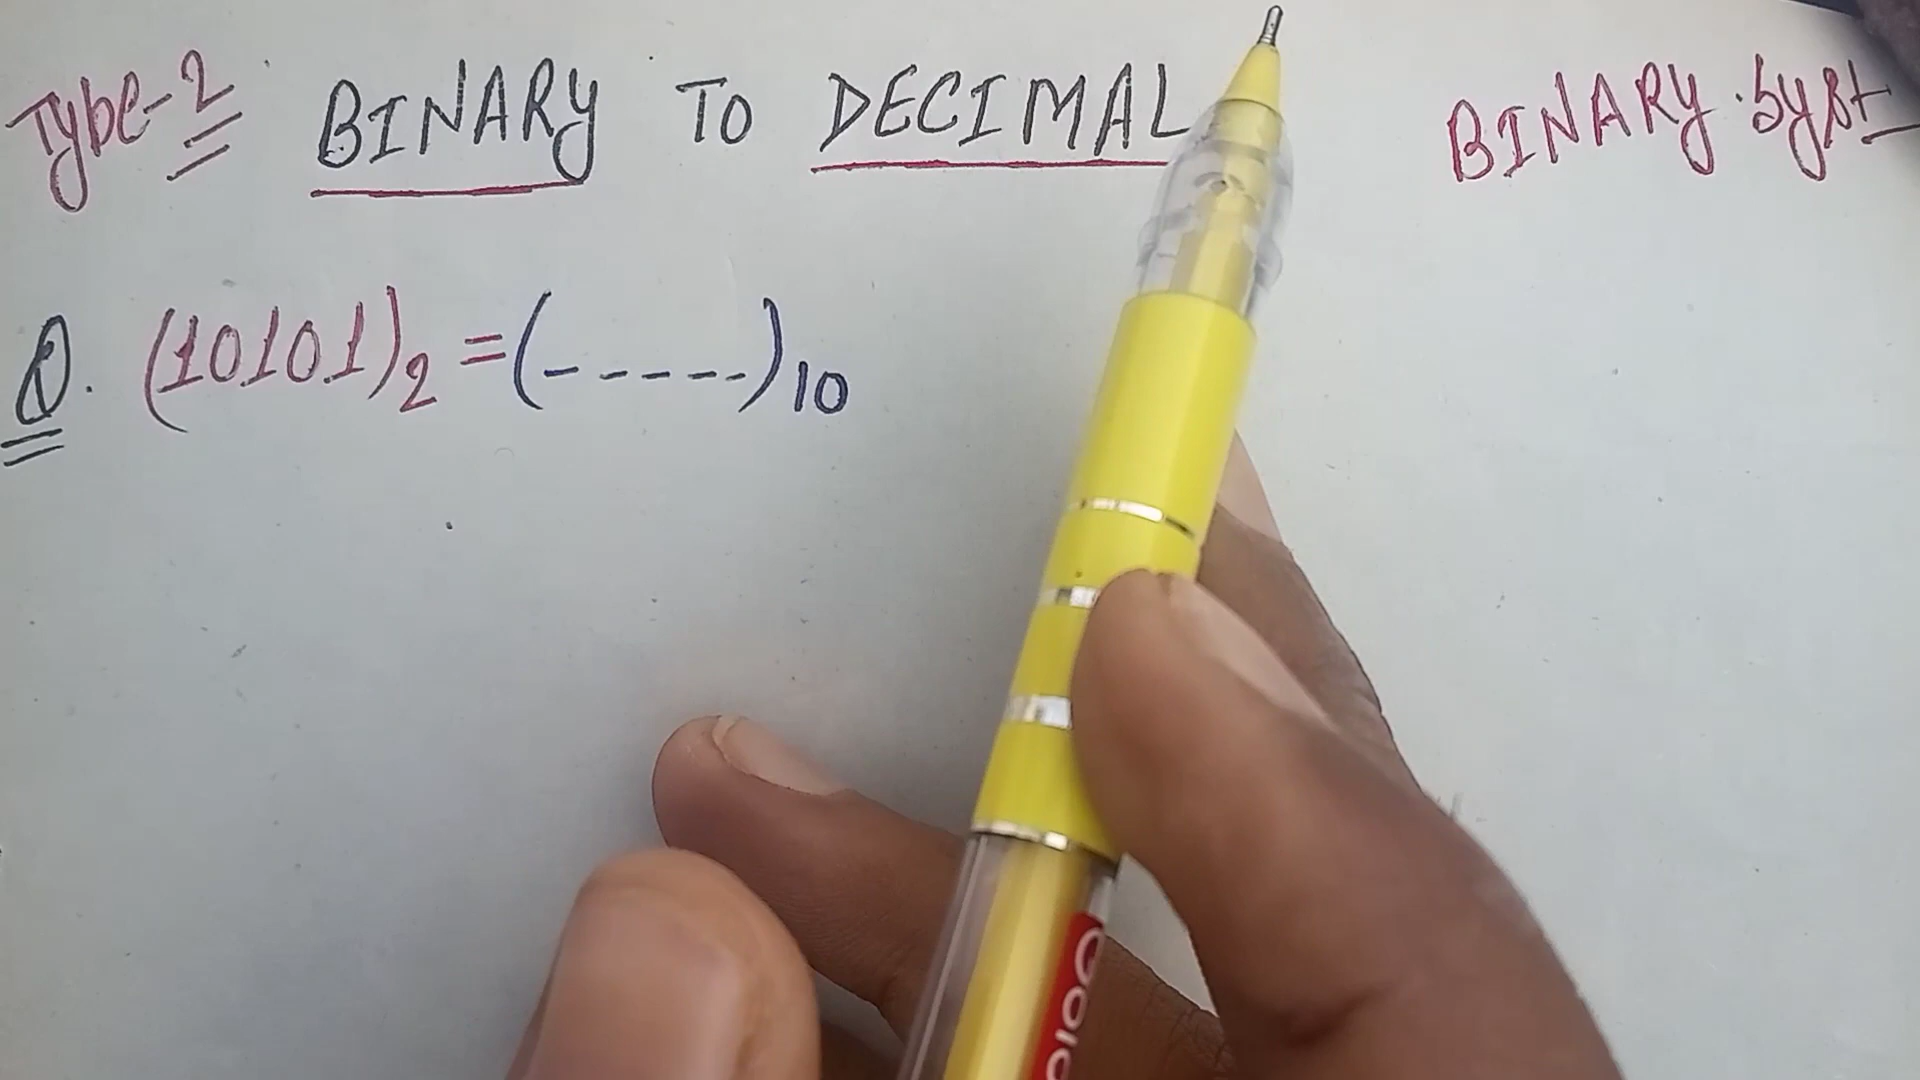 Type-2 BINARY TO DECIMAL
BINARY Syst
Q. (10101)₂ = (-----)₁₀